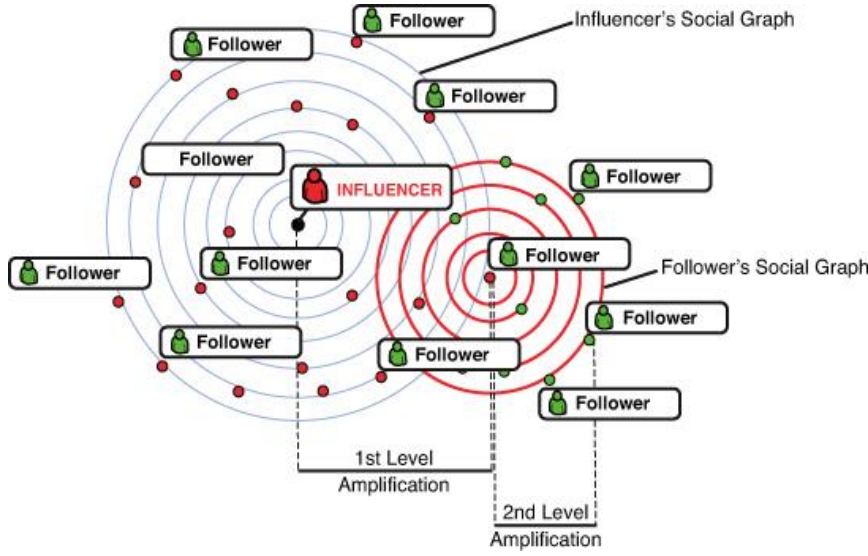 Follower
Influencer's Social Graph
Follower
Follower
Follower
Follower
INFLUENCER
Follower
Follower
Follower
Follower's Social Graph
Follower
Follower
Follower
Follower
1st Level
Amplification
2nd Level
Amplification